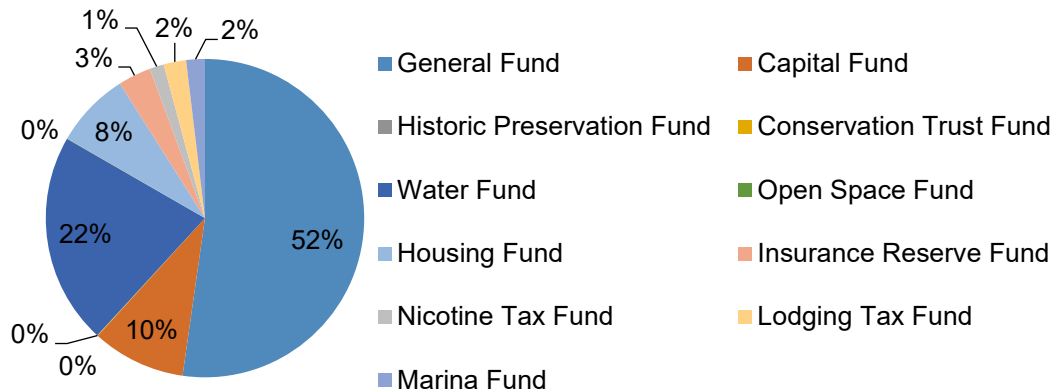 1%
2%
2%
3%
0%
8%
22%
52%
10%
0%
0%
General Fund
Capital Fund
Historic Preservation Fund
Conservation Trust Fund
Water Fund
Open Space Fund
Housing Fund
Insurance Reserve Fund
Nicotine Tax Fund
Lodging Tax Fund
Marina Fund